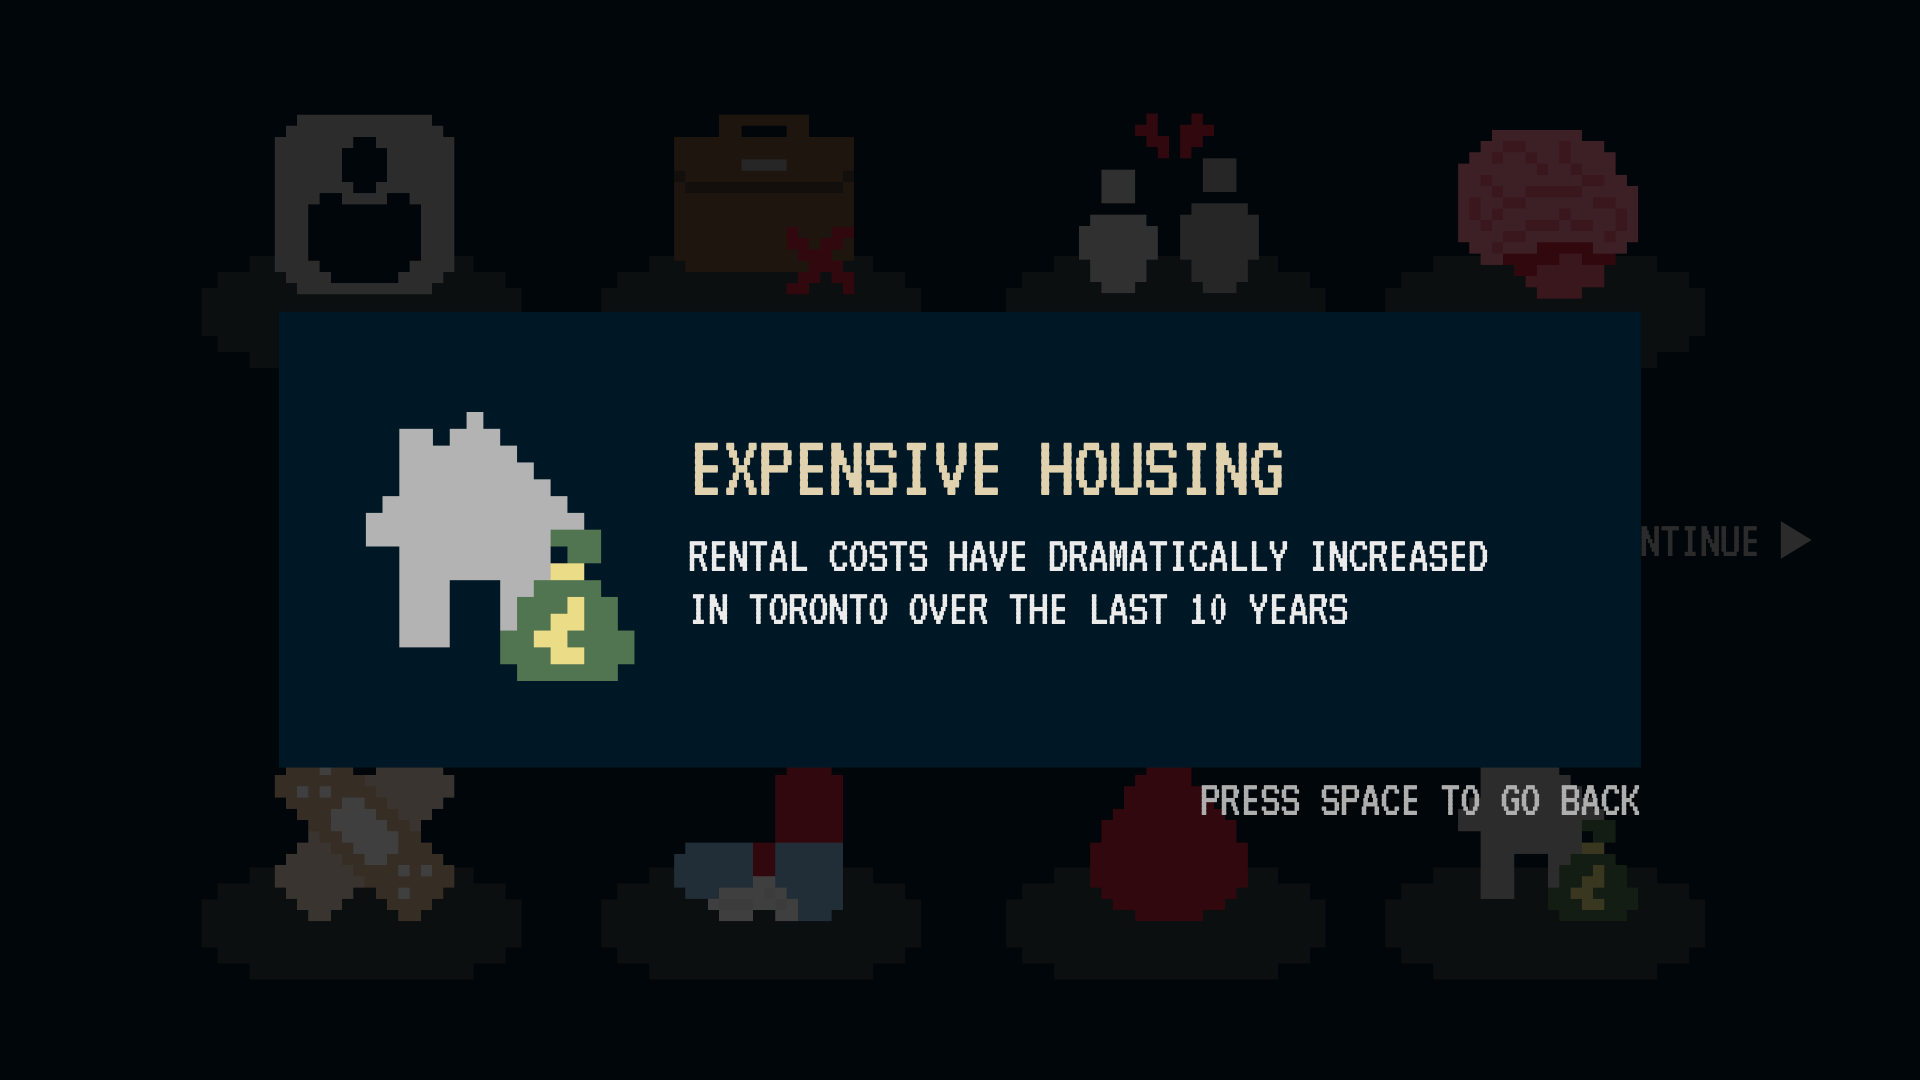 EXPENSIVE HOUSING
RENTAL COSTS HAVE DRAMATICALLY INCREASED
NTINUE
IN TORONTO OVER THE LAST 10 YEARS
PRESS SPACE TO GO BACK